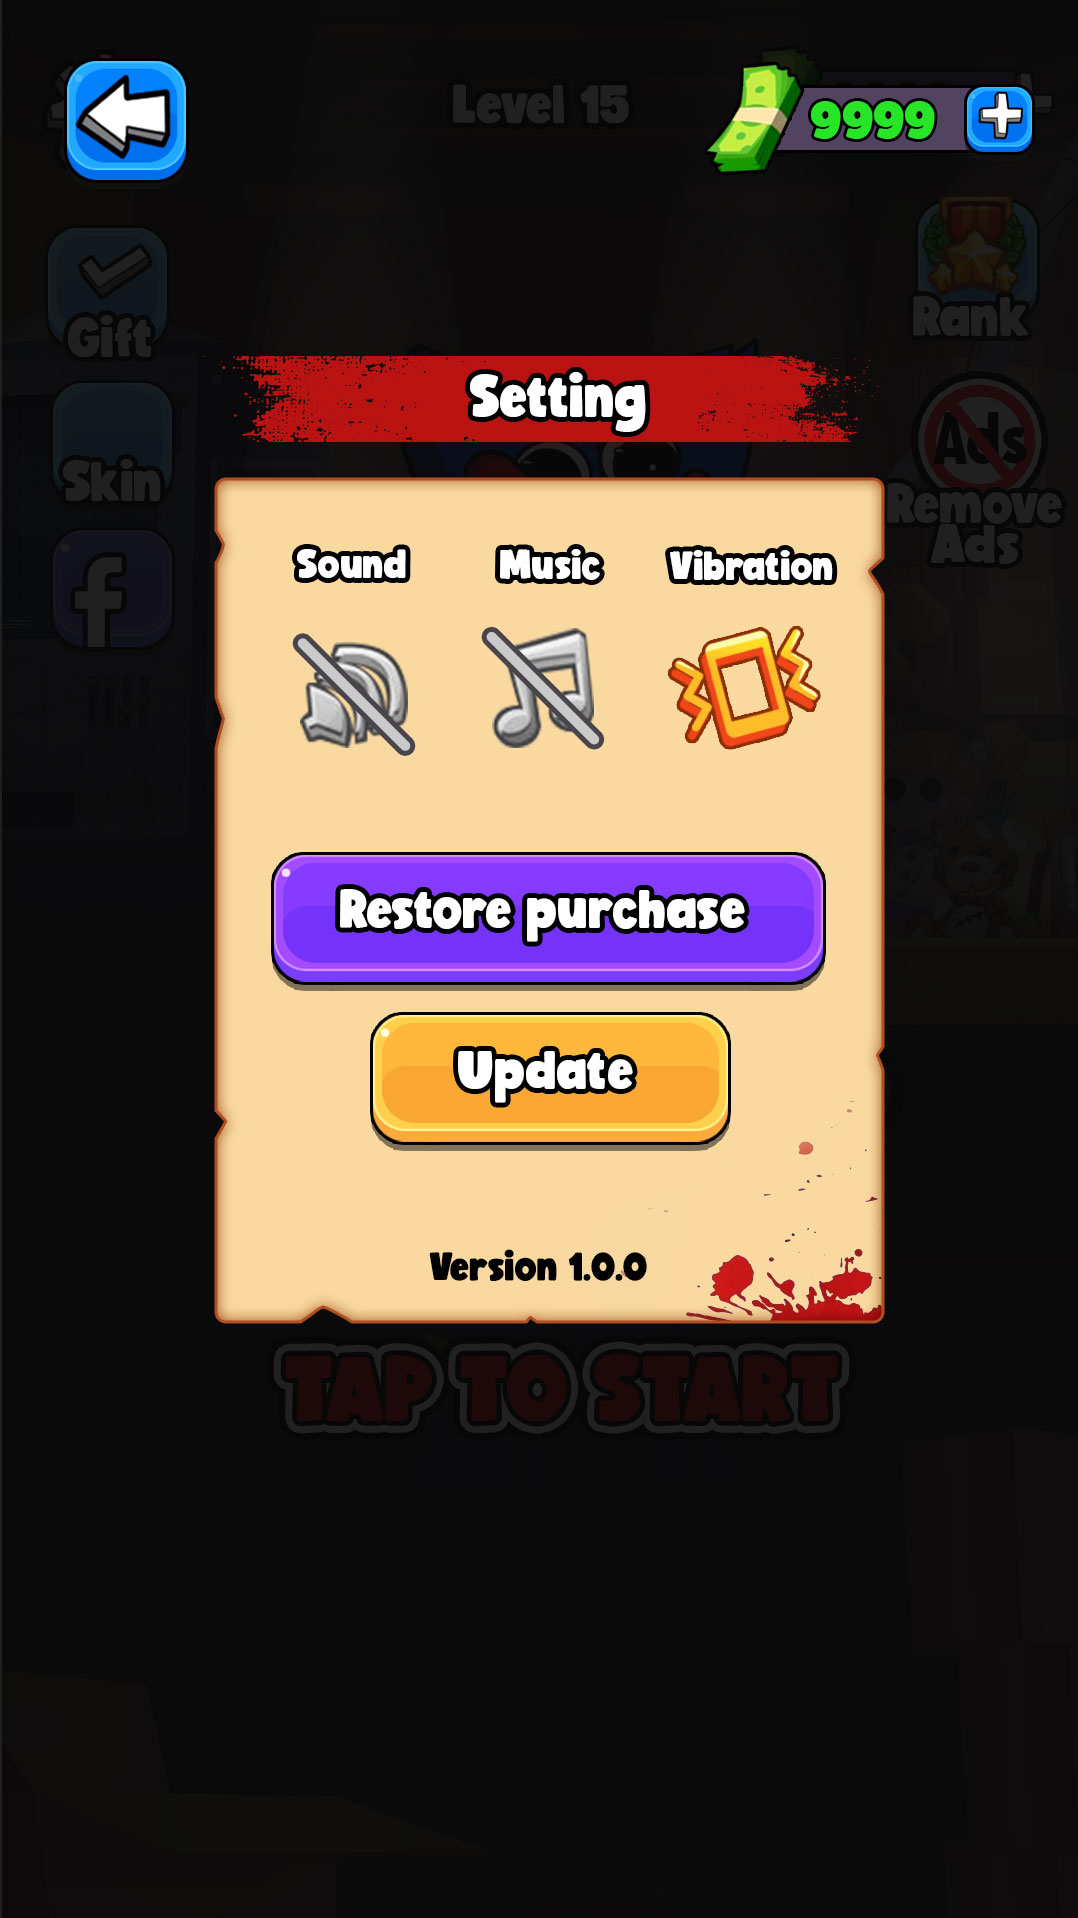 Level 15
9999
Gift
Rank
Setting
Skin
Ads
Remove
Ads
f
Sound
Music
Vibration
Restore purchase
Update
Version 1.0.0
TAP TO START